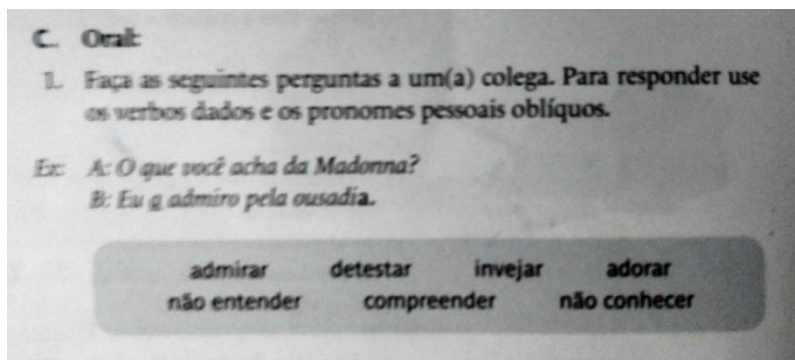 C. Oral:
1. Faça as seguintes perguntas a um(a) colega. Para responder use
os verbos dados e os pronomes pessoais oblíquos.
Ex: A: O que você acha da Madonna?
B: Eu a admiro pela ousadia.
admirar detestar invejar adorar
não entender compreender não conhecer